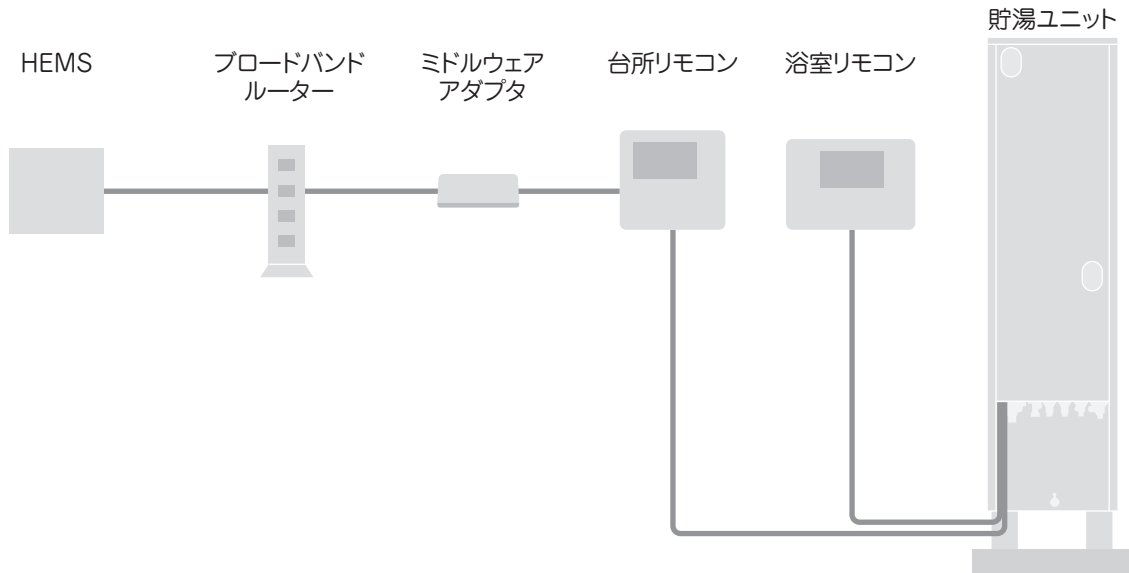 貯湯ユニット
HEMS
ブロードバンド
ルーター
ミドルウェア
アダプタ
台所リモコン
浴室リモコン